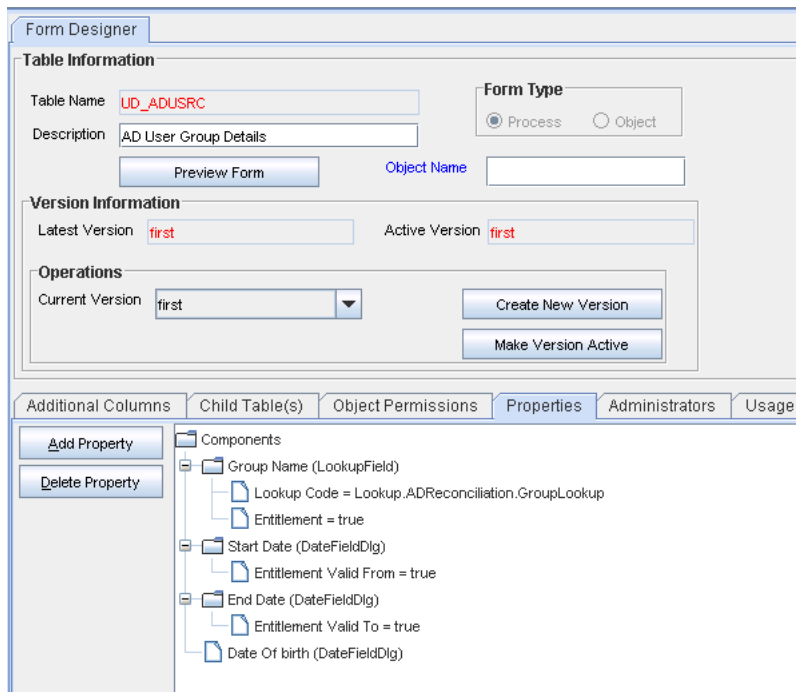 Form Designer
Table Information
Table Name UD_ADUSRC
Form Type
Process Object
Description AD User Group Details
Preview Form
Object Name
Version Information
Latest Version first
Active Version first
Operations
Current Version first
Create New Version
Make Version Active
Additional Columns Child Table(s) Object Permissions Properties Administrators Usage
Add Property
Delete Property
Components
Group Name (LookupField)
Lookup Code = Lookup.ADReconciliation.GroupLookup
Entitlement = true
Start Date (DateFieldDlg)
Entitlement Valid From = true
End Date (DateFieldDlg)
Entitlement Valid To = true
Date Of birth (DateFieldDlg)